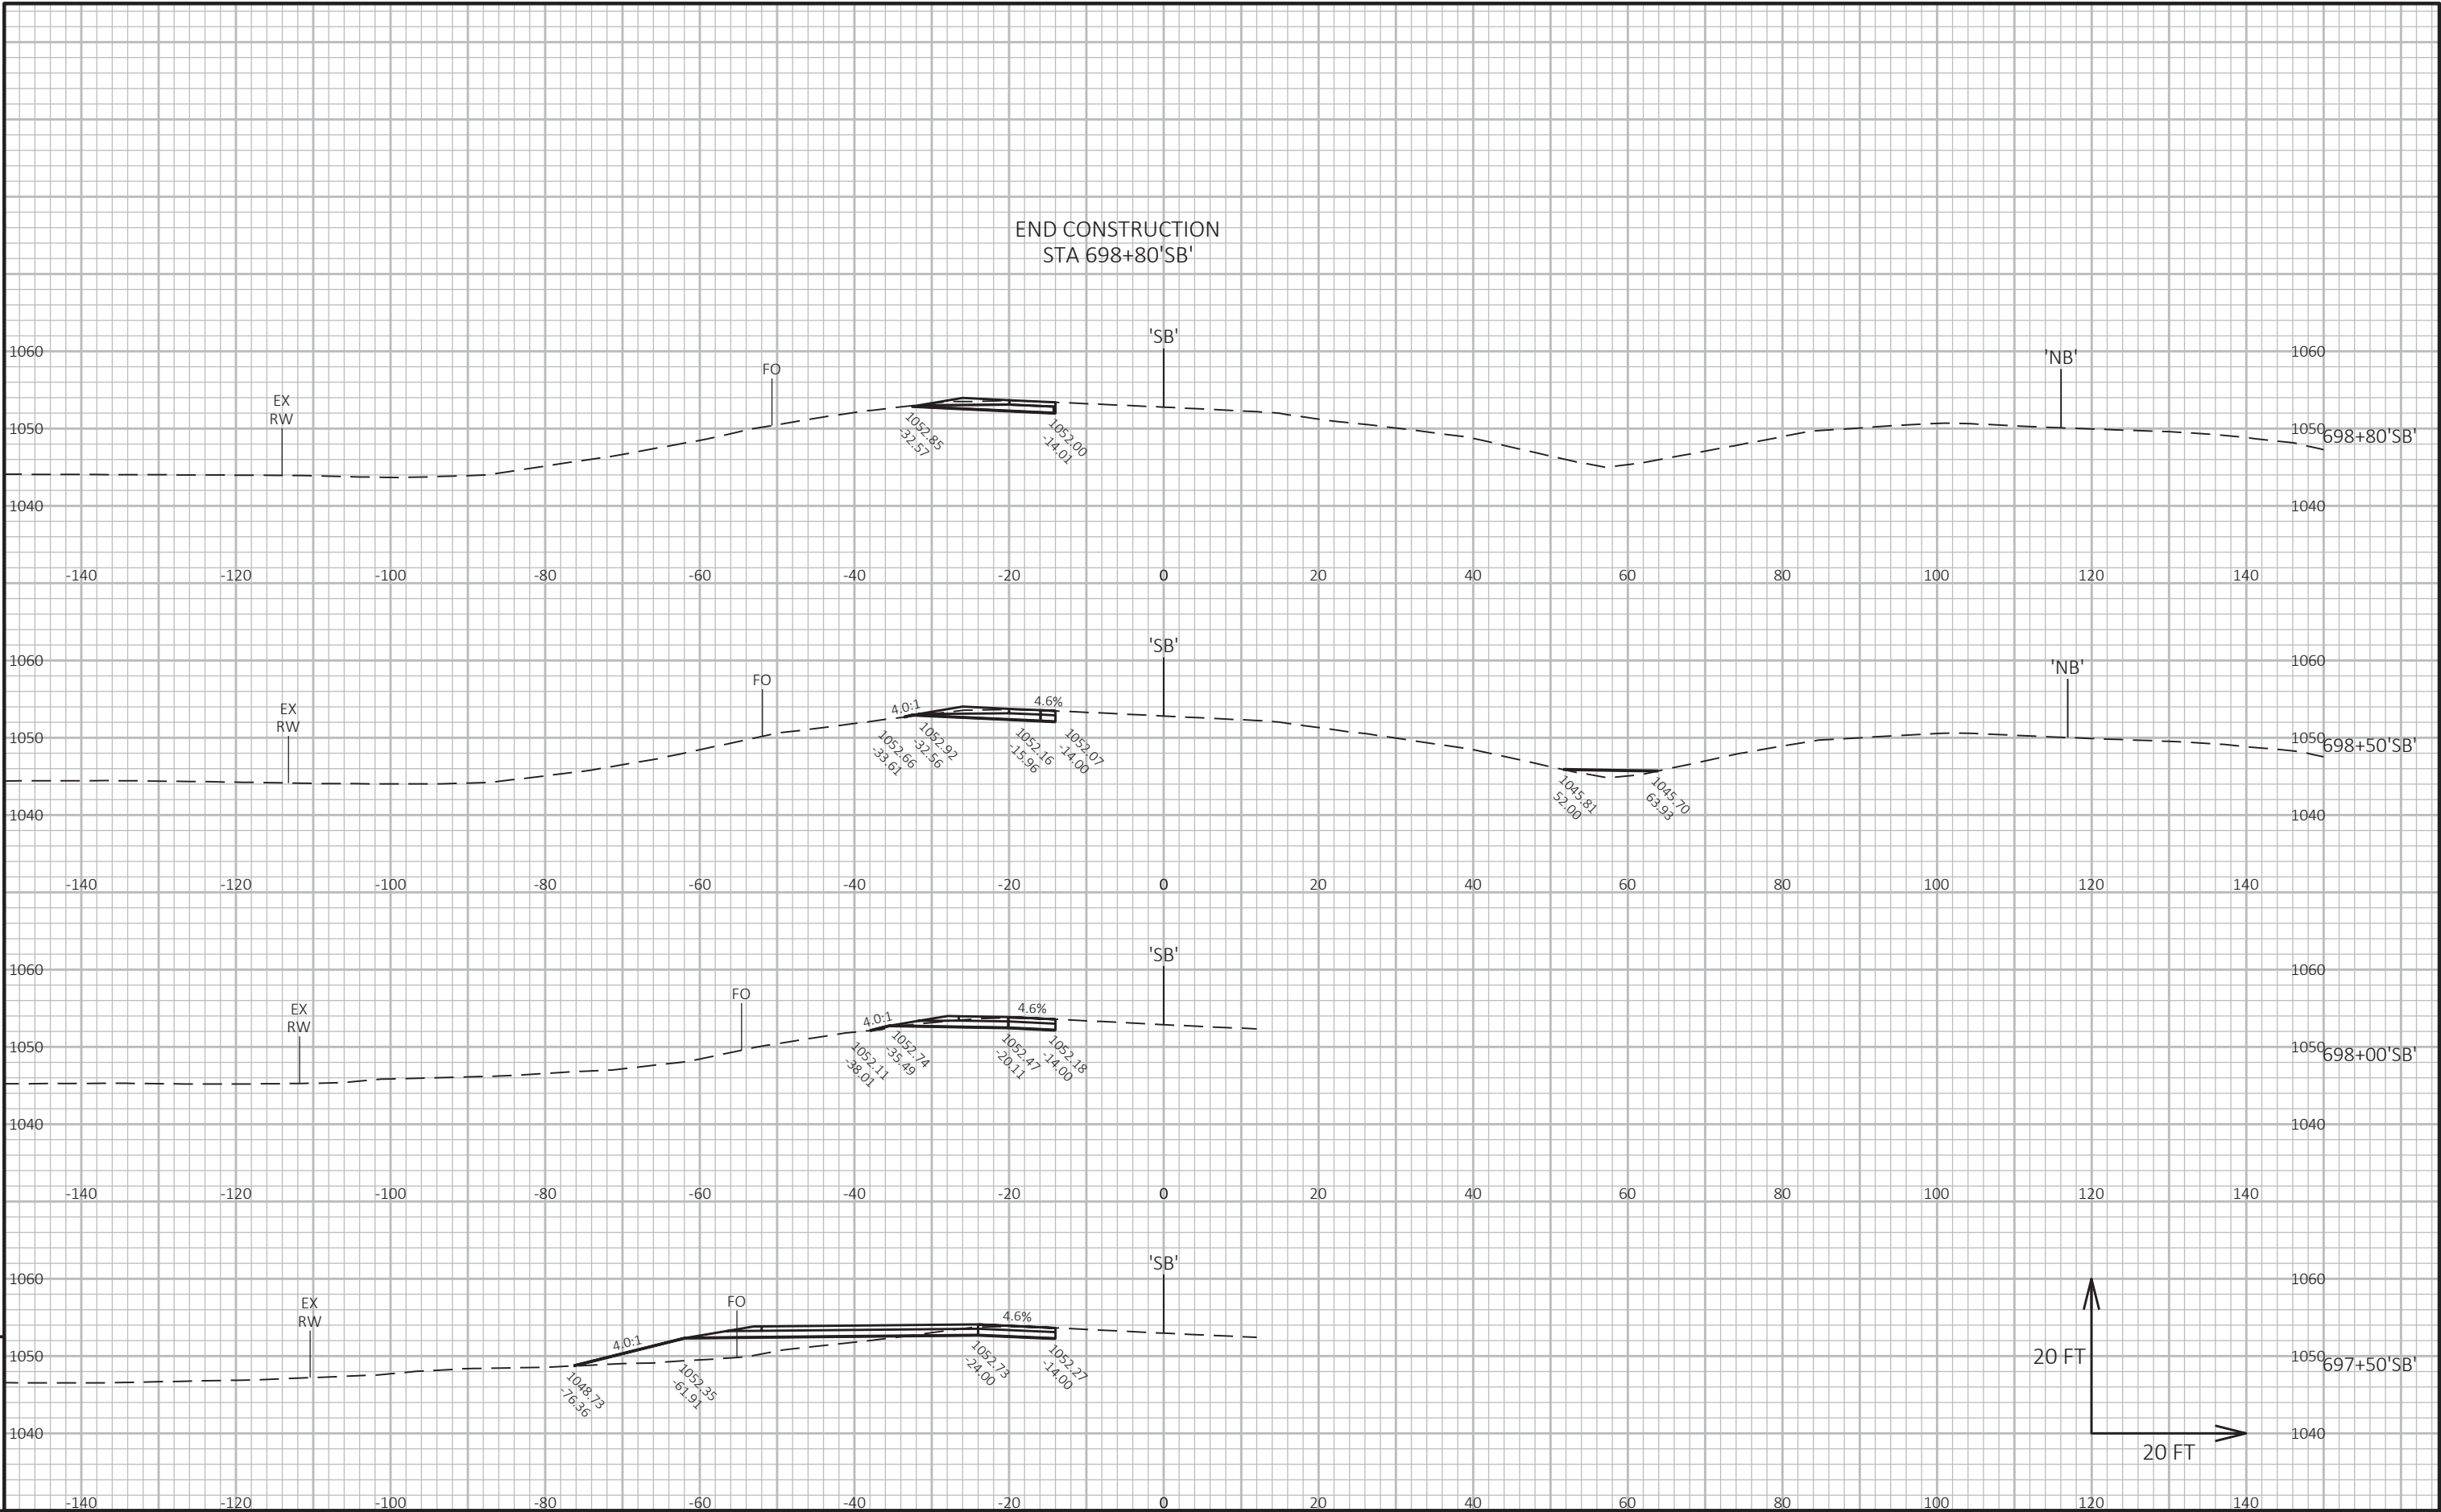 END CONSTRUCTION
STA 698+80'SB'
'SB'
1060
1060
'NB'
FO
EX
RW
1050
1050
698+80'SB'
1052.85
-32.57
1052.00
-14.01
1040
1040
-140 -120 -100 -80 -60 -40 -20 0 20 40 60 80 100 120 140
'SB'
1060
1060
'NB'
FO
4.0:1
4.6%
EX
RW
1050
1050
698+50'SB'
1052.66
-33.61
1052.92
-32.56
1052.16
-15.96
1052.07
-14.00
1045.81
52.00
1045.70
63.93
1040
1040
-140 -120 -100 -80 -60 -40 -20 0 20 40 60 80 100 120 140
'SB'
1060
1060
FO
4.0:1
4.6%
EX
RW
1050
1050
698+00'SB'
1052.11
-38.01
1052.74
-35.49
1052.47
-20.11
1052.18
-14.00
1040
1040
-140 -120 -100 -80 -60 -40 -20 0 20 40 60 80 100 120 140
'SB'
1060
1060
EX
RW
FO
4.6%
4.0:1
1050
20 FT
1050
697+50'SB'
1048.73
-76.36
1052.35
-61.91
1052.73
-24.00
1052.27
-14.00
1040
1040
20 FT
-140 -120 -100 -80 -60 -40 -20 0 20 40 60 80 100 120 140